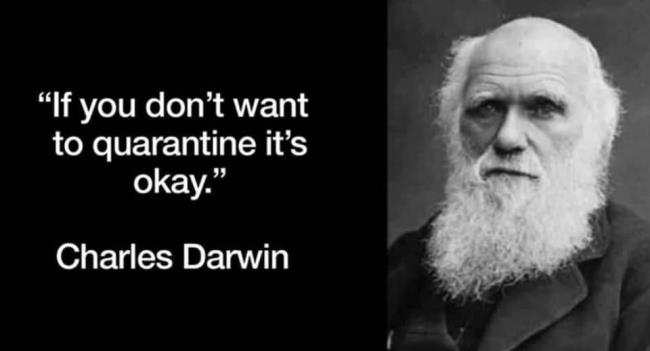 “If you don’t want
to quarantine it’s
okay.”
Charles Darwin